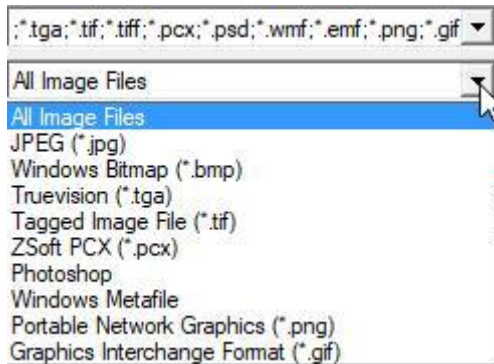 ;*.tga;*.tif;*.tiff;*.pcx;*.psd;*.wmf;*.emf;*.png;*.gif
All Image Files
All Image Files
JPEG (*.jpg)
Windows Bitmap (*.bmp)
Truevision (*.tga)
Tagged Image File (*.tif)
ZSoft PCX (*.pcx)
Photoshop
Windows Metafile
Portable Network Graphics (*.png)
Graphics Interchange Format (*.gif)